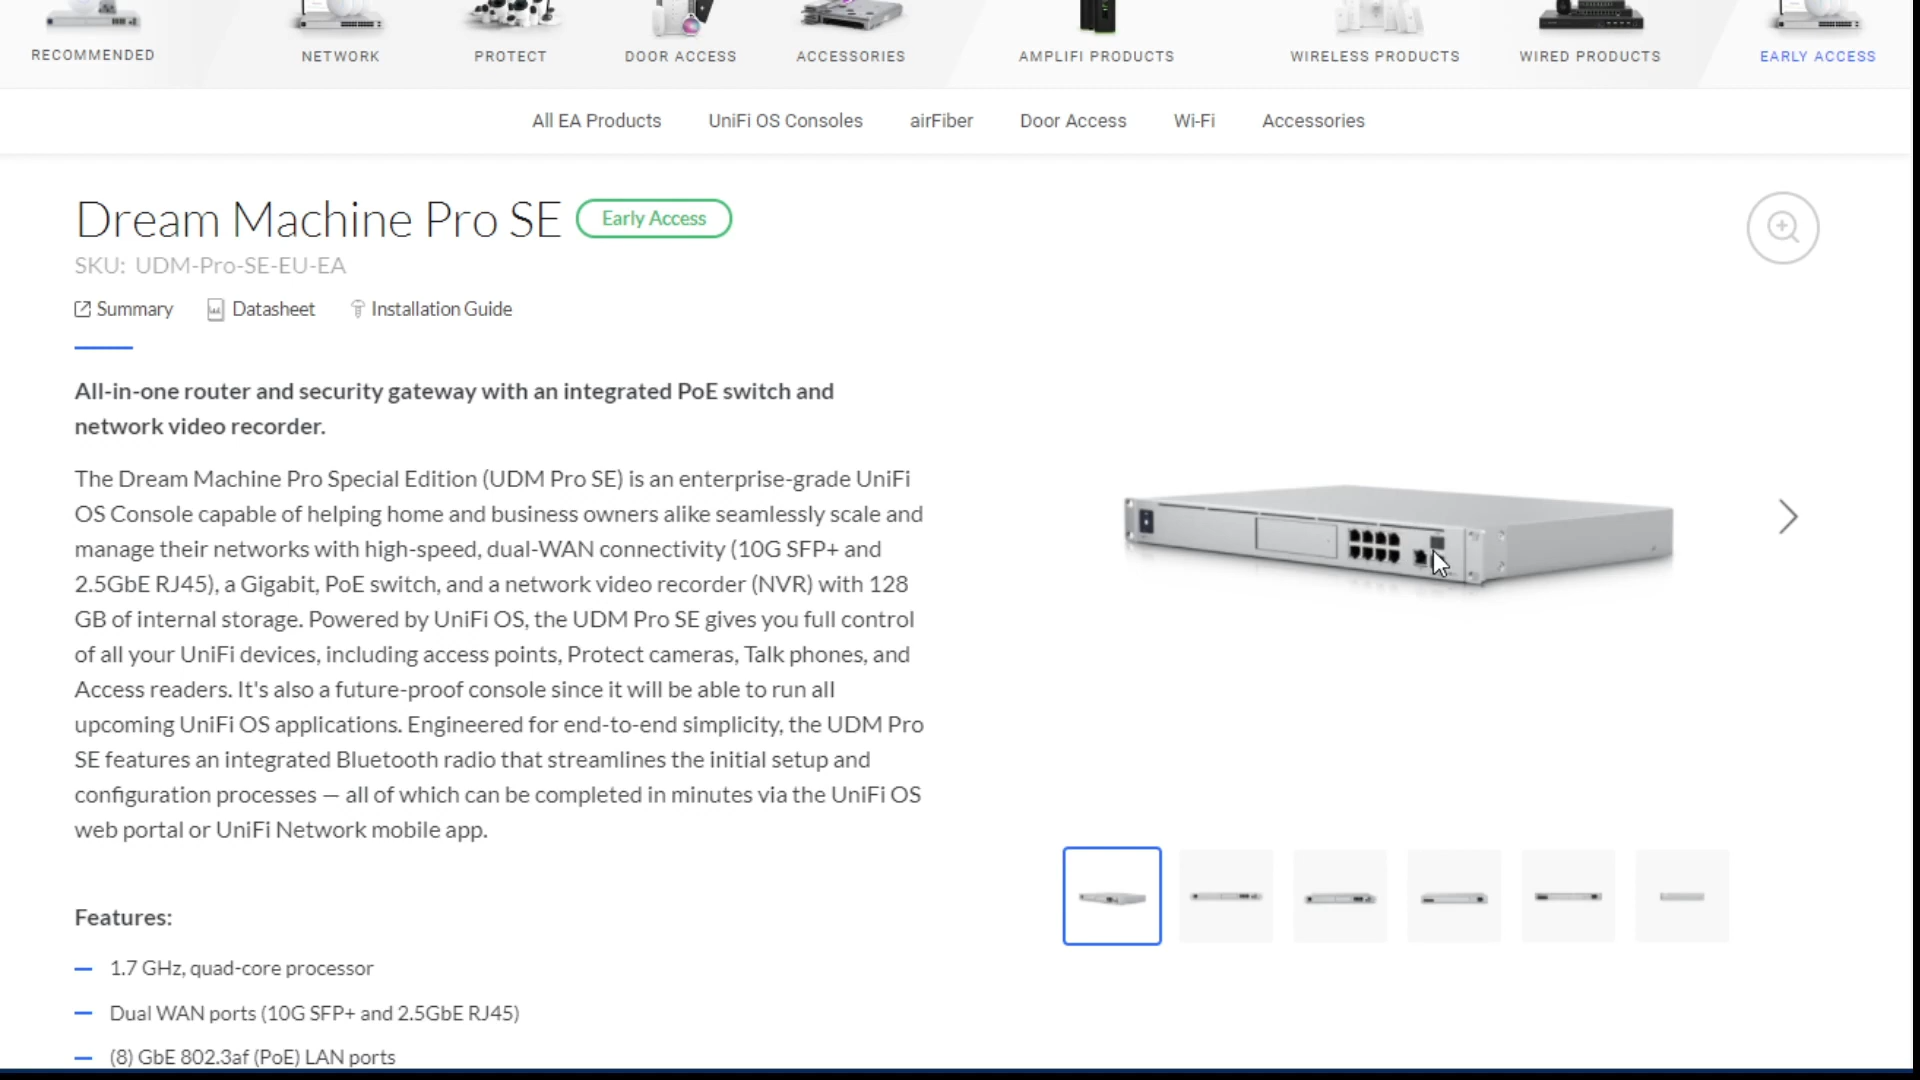 RECOMMENDED NETWORK PROTECT DOOR ACCESS ACCESSORIES AMPLIFI PRODUCTS WIRELESS PRODUCTS WIRED PRODUCTS EARLY ACCESS
All EA Products UniFi OS Consoles airFiber Door Access Wi-Fi Accessories
Dream Machine Pro SE Early Access
SKU: UDM-Pro-SE-EU-EA
Summary Datasheet Installation Guide
All-in-one router and security gateway with an integrated PoE switch and
network video recorder.
The Dream Machine Pro Special Edition (UDM Pro SE) is an enterprise-grade UniFi
OS Console capable of helping home and business owners alike seamlessly scale and
manage their networks with high-speed, dual-WAN connectivity (10G SFP+ and
2.5GbE RJ45), a Gigabit, PoE switch, and a network video recorder (NVR) with 128
GB of internal storage. Powered by UniFi OS, the UDM Pro SE gives you full control
of all your UniFi devices, including access points, Protect cameras, Talk phones, and
Access readers. It's also a future-proof console since it will be able to run all
upcoming UniFi OS applications. Engineered for end-to-end simplicity, the UDM Pro
SE features an integrated Bluetooth radio that streamlines the initial setup and
configuration processes — all of which can be completed in minutes via the UniFi OS
web portal or UniFi Network mobile app.
Features:
1.7 GHz, quad-core processor
Dual WAN ports (10G SFP+ and 2.5GbE RJ45)
(8) GbE 802.3af (PoE) LAN ports